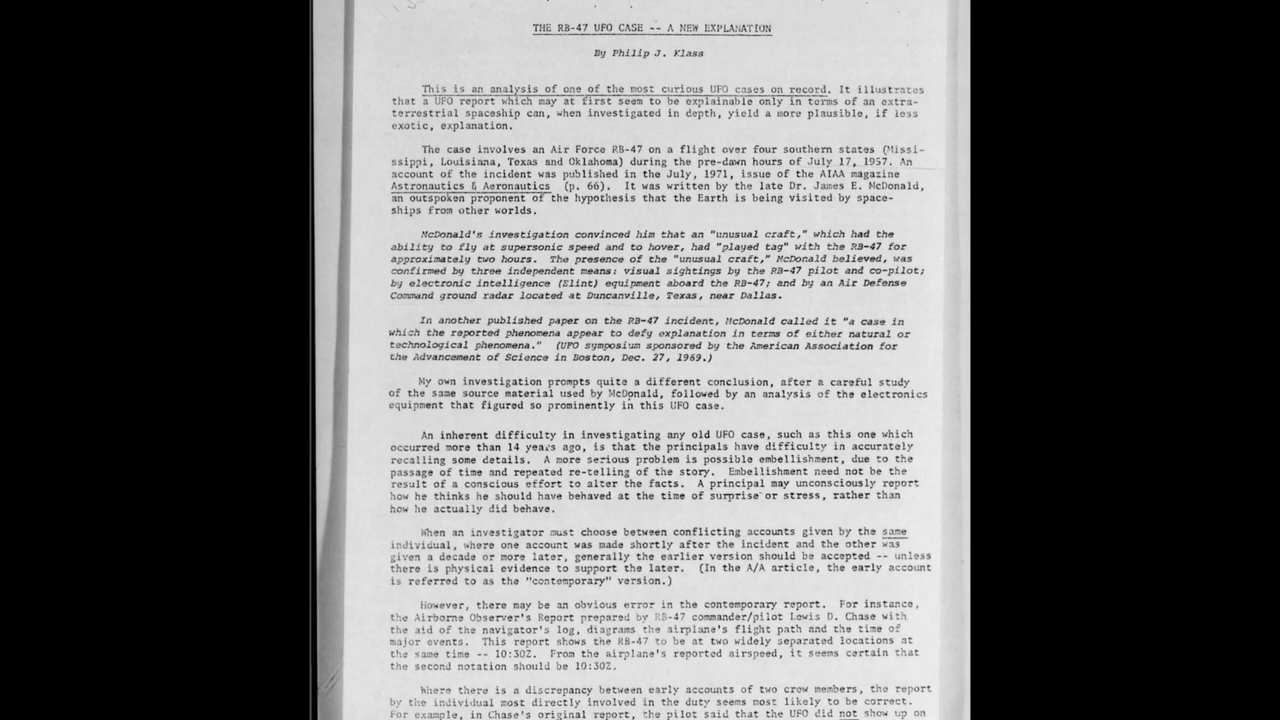 THE RB-47 UFO CASE -- A NEW EXPLANATION
By Philip J. Klass
This is an analysis of one of the most curious UFO cases on record. It illustrates
that a UFO report which may at first seem to be explainable only in terms of an extra-
terrestrial spaceship can, when investigated in depth, yield a more plausible, if less
exotic, explanation.
The case involves an Air Force RB-47 on a flight over four southern states (Missi-
ssippi, Louisiana, Texas and Oklahoma) during the pre-dawn hours of July 17, 1957. An
account of the incident was published in the July, 1971, issue of the AIAA magazine
Astronautics & Aeronautics (p. 66). It was written by the late Dr. James E. McDonald,
an outspoken proponent of the hypothesis that the Earth is being visited by space-
ships from other worlds.
McDonald's investigation convinced him that an "unusual craft," which had the
ability to fly at supersonic speed and to hover, had "played tag" with the RB-47 for
approximately two hours. The presence of the "unusual craft," McDonald believed, was
confirmed by three independent means: visual sightings by the RB-47 pilot and co-pilot;
by electronic intelligence (Elint) equipment aboard the RB-47; and by an Air Defense
Command ground radar located at Duncanville, Texas, near Dallas.
In another published paper on the RB-47 incident, McDonald called it "a case in
which the reported phenomena appear to defy explanation in terms of either natural or
technological phenomena." (UFO symposium sponsored by the American Association for
the Advancement of Science in Boston, Dec. 27, 1969.)
My own investigation prompts quite a different conclusion, after a careful study
of the same source material used by McDonald, followed by an analysis of the electronics
equipment that figured so prominently in this UFO case.
An inherent difficulty in investigating any old UFO case, such as this one which
occurred more than 14 years ago, is that the principals have difficulty in accurately
recalling some details. A more serious problem is possible embellishment, due to the
passage of time and repeated re-telling of the story. Embellishment need not be the
result of a conscious effort to alter the facts. A principal may unconsciously report
how he thinks he should have behaved at the time of surprise or stress, rather than
how he actually did behave.
When an investigator must choose between conflicting accounts given by the same
individual, where one account was made shortly after the incident and the other was
given a decade or more later, generally the earlier version should be accepted -- unless
there is physical evidence to support the later. (In the A/A article, the early account
is referred to as the "contemporary" version.)
However, there may be an obvious error in the contemporary report. For instance,
the Airborne Observer's Report prepared by RB-47 commander/pilot Lewis D. Chase with
the aid of the navigator's log, diagrams the airplane's flight path and the time of
major events. This report shows the RB-47 to be at two widely separated locations at
the same time -- 10:30Z. From the airplane's reported airspeed, it seems certain that
the second notation should be 10:30Z.
Where there is a discrepancy between early accounts of two crew members, the report
by the individual most directly involved in the duty seems most likely to be correct.
For example, in Chase's original report, the pilot said that the UFO did not show up on